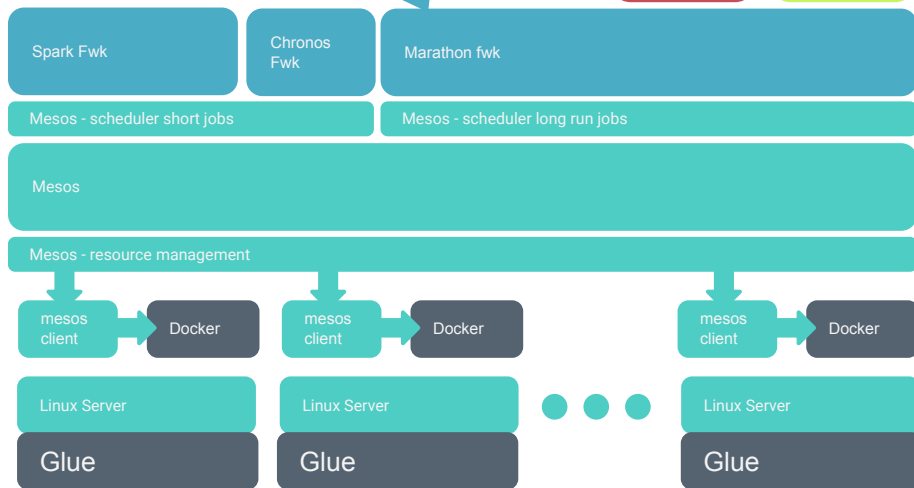 Spark Fwk
Chronos
Fwk
Marathon fwk
Mesos - scheduler short jobs
Mesos - scheduler long run jobs
Mesos
Mesos - resource management
mesos
client
Docker
mesos
client
Docker
mesos
client
Docker
Linux Server
Linux Server
Linux Server
Glue
Glue
Glue